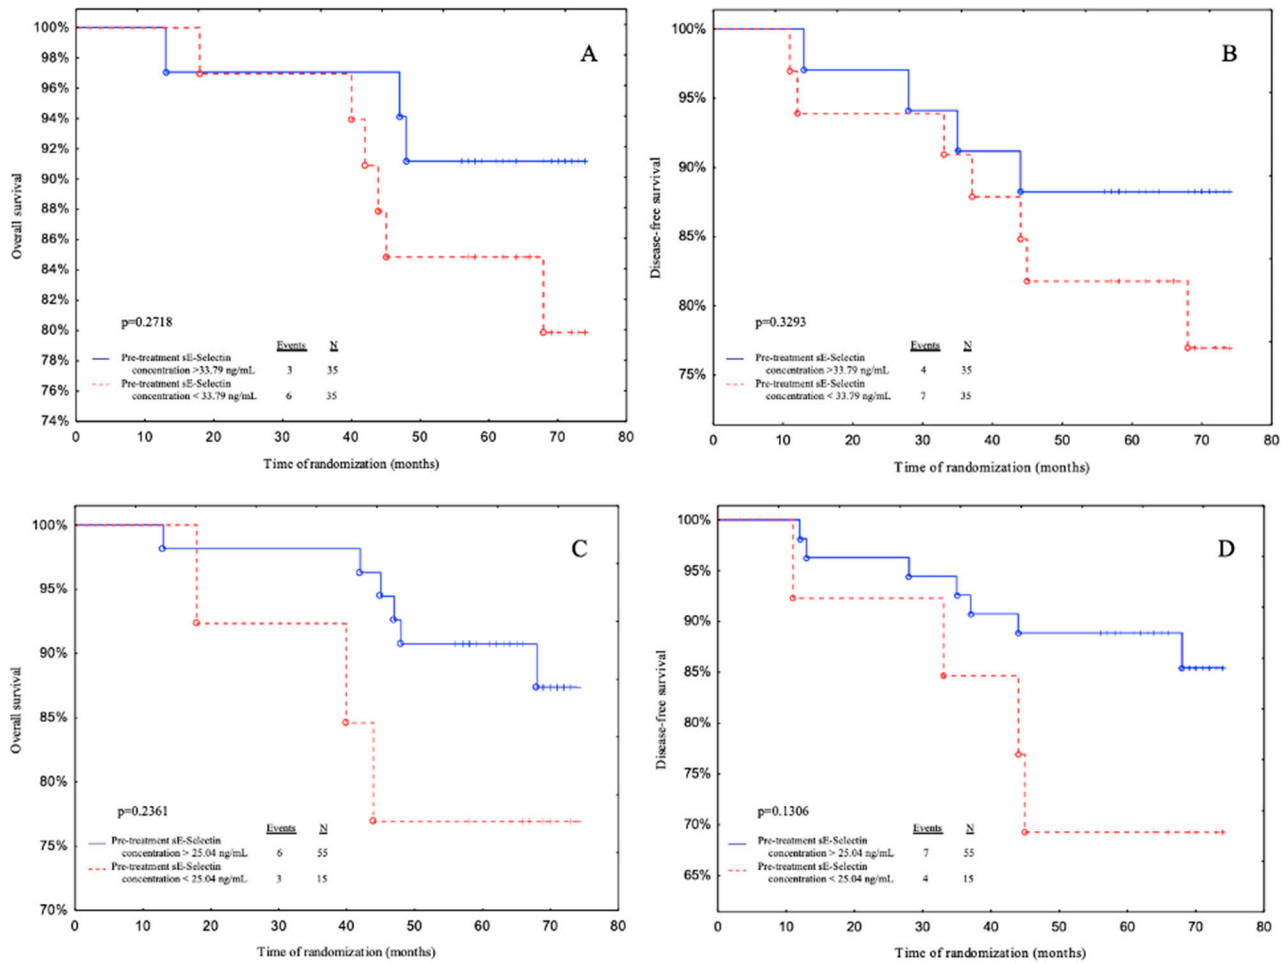 A
100%
98%
96%
94%
92%
90%
88%
86%
84%
82%
80%
78%
76%
74%
Overall survival
p=0.2718
Events N
Pre-treatment sE-Selectin
concentration >33.79 ng/mL 3 35
Pre-treatment sE-Selectin
concentration < 33.79 ng/mL 6 35
0 10 20 30 40 50 60 70 80
Time of randomization (months)
B
100%
95%
90%
85%
80%
75%
Disease-free survival
p=0.3293
Events N
Pre-treatment sE-Selectin
concentration >33.79 ng/mL 4 35
Pre-treatment sE-Selectin
concentration < 33.79 ng/mL 7 35
0 10 20 30 40 50 60 70 80
Time of randomization (months)
C
100%
95%
90%
85%
80%
75%
70%
Overall survival
p=0.2361
Events N
Pre-treatment sE-Selectin
concentration > 25.04 ng/mL 6 55
Pre-treatment sE-Selectin
concentration < 25.04 ng/mL 3 15
0 10 20 30 40 50 60 70 80
Time of randomization (months)
D
100%
95%
90%
85%
80%
75%
70%
65%
Disease-free survival
p=0.1306
Events N
Pre-treatment sE-Selectin
concentration > 25.04 ng/mL 7 55
Pre-treatment sE-Selectin
concentration < 25.04 ng/mL 4 15
0 10 20 30 40 50 60 70 80
Time of randomization (months)